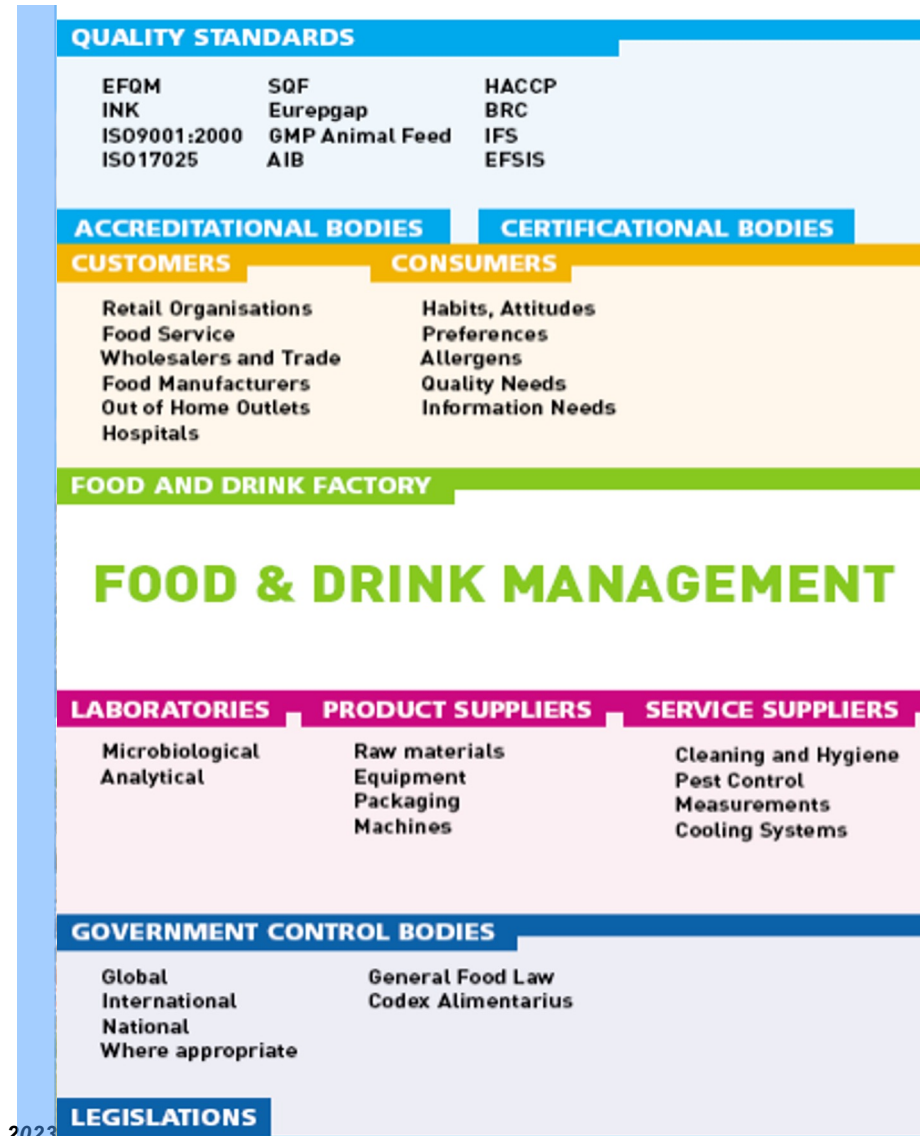 QUALITY STANDARDS
EFQM SQF HACCP
INK Eurepgap BRC
ISO9001:2000 GMP Animal Feed IFS
ISO17025 AIB EFSIS
ACCREDITATIONAL BODIES CERTIFICATIONAL BODIES
CUSTOMERS CONSUMERS
Retail Organisations Habits, Attitudes
Food Service Preferences
Wholesalers and Trade Allergens
Food Manufacturers Quality Needs
Out of Home Outlets Information Needs
Hospitals
FOOD AND DRINK FACTORY
FOOD & DRINK MANAGEMENT
LABORATORIES PRODUCT SUPPLIERS SERVICE SUPPLIERS
Microbiological Raw materials Cleaning and Hygiene
Analytical Equipment Pest Control
Packaging Measurements
Machines Cooling Systems
GOVERNMENT CONTROL BODIES
Global General Food Law
International Codex Alimentarius
National
Where appropriate
LEGISLATIONS
2023